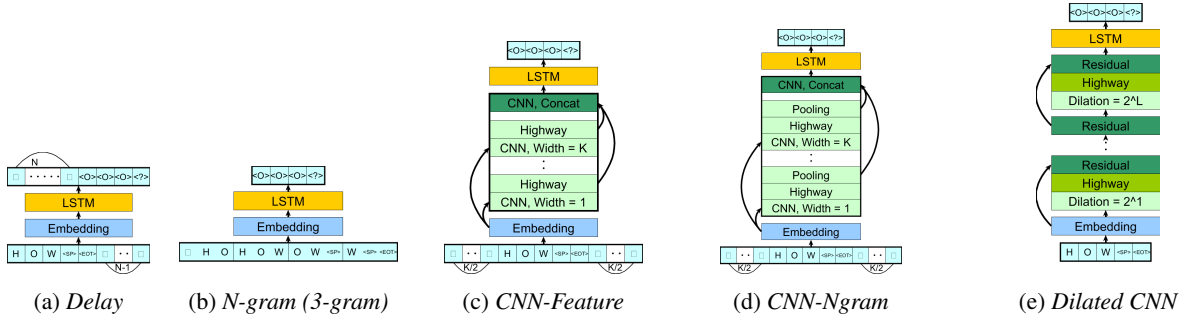 N
□ · · · · · □ <O> <O> <O> <?>
LSTM
Embedding
□ H O W <SP> <EOT> □ · · □
N-1
(a) Delay
<O> <O> <O> <?>
LSTM
Embedding
□ H O H O W O W <SP> W <SP> <EOT>
(b) N-gram (3-gram)
<O> <O> <O> <?>
LSTM
CNN, Concat
Highway
CNN, Width = K
:
Highway
CNN, Width = 1
Embedding
□ · · □ H O W <SP> <EOT> □ · · □
K/2 K/2
(c) CNN-Feature
<O> <O> <O> <?>
LSTM
CNN, Concat
Pooling
Highway
CNN, Width = K
:
Pooling
Highway
CNN, Width = 1
Embedding
□ · · □ H O W <SP> <EOT> □ · · □
K/2 K/2
(d) CNN-Ngram
<O> <O> <O> <?>
LSTM
Residual
Highway
Dilation = 2^L
Residual
⋮
Residual
Highway
Dilation = 2^1
Embedding
H O W <SP> <EOT>
(e) Dilated CNN